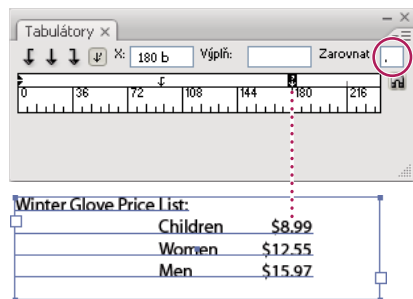 Tabulátory ×
X: 180 b Výplň: Zarovnat .
0 36 72 108 144 180 216
Winter Glove Price List:
Children $8.99
Women $12.55
Men $15.97